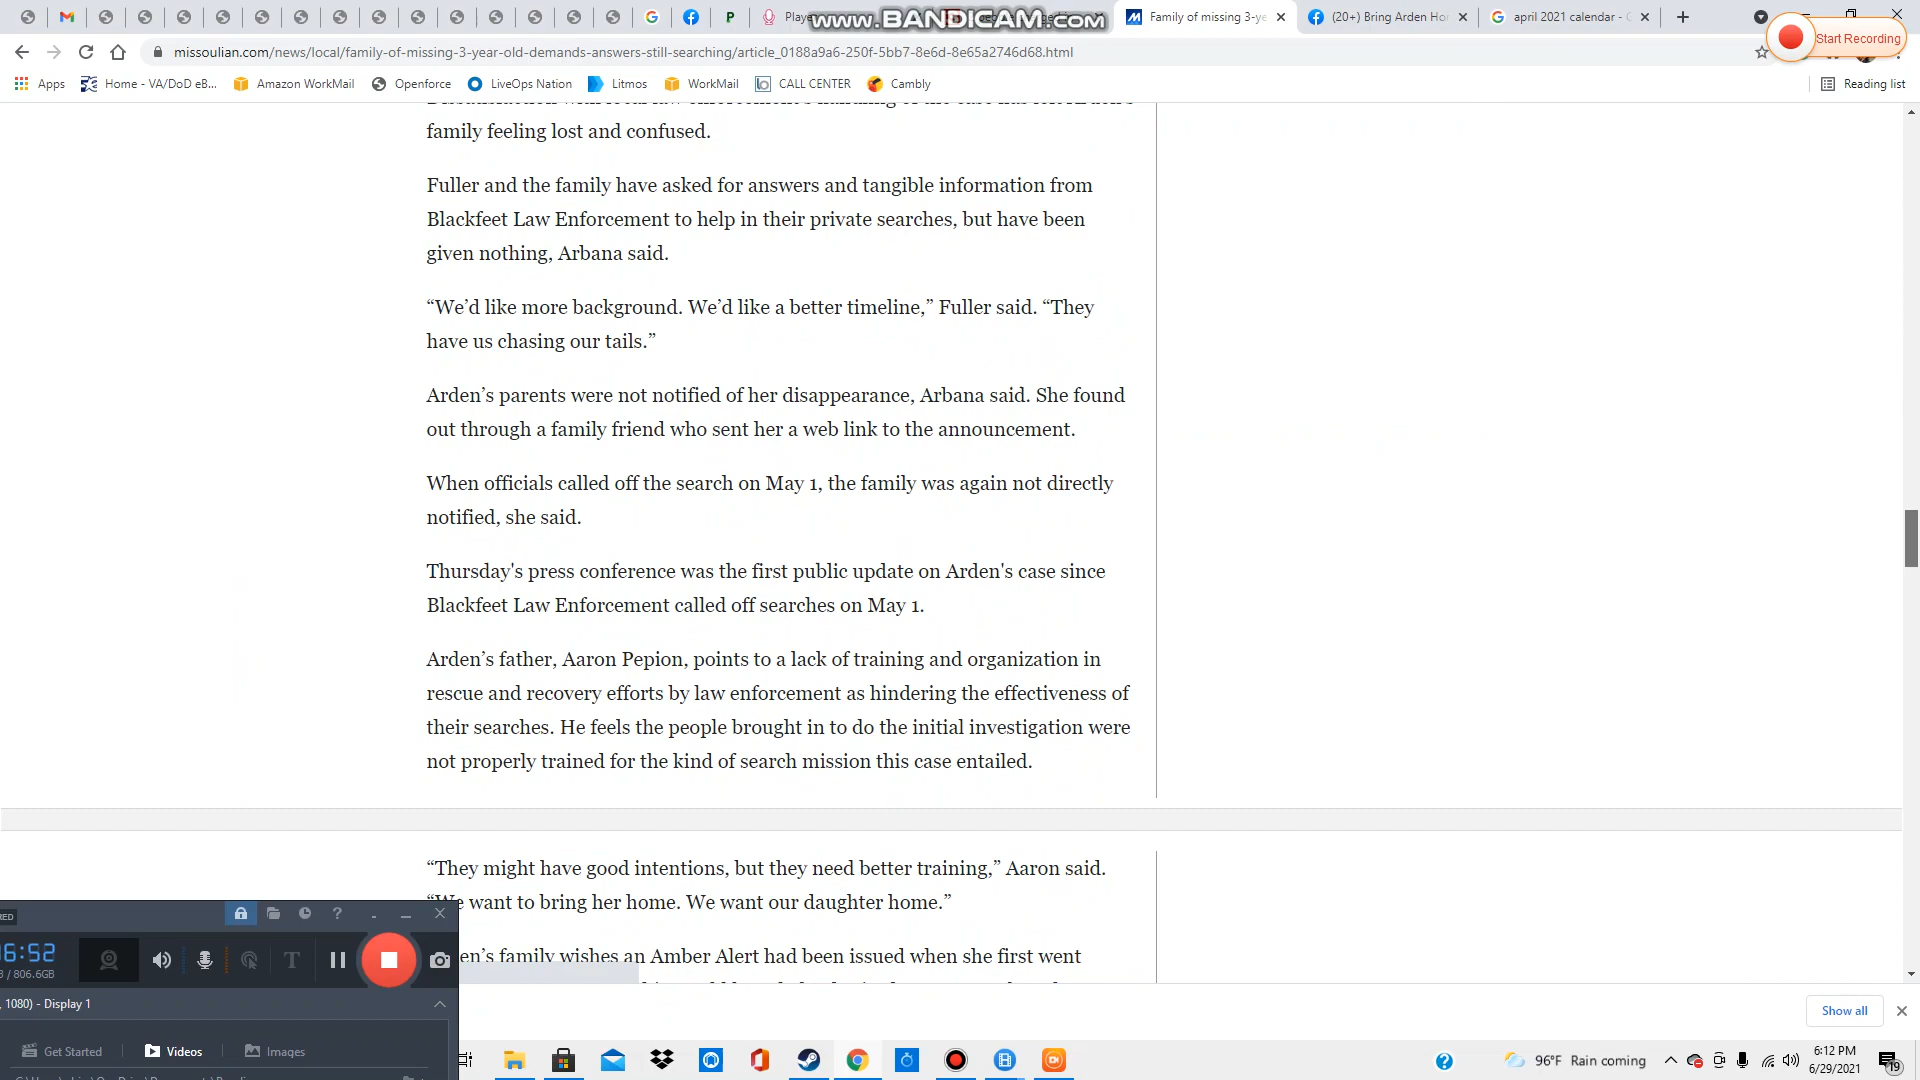 Playe
www.BANDICAM.com
Family of missing 3-ye
(20+) Bring Arden Ho
april 2021 calendar -
missoulian.com/news/local/family-of-missing-3-year-old-demands-answers-still-searching/article_0188a9a6-250f-5bb7-8e6d-8e65a2746d68.html
Start Recording
Apps
Home - VA/DoD eB...
Amazon WorkMail
Openforce
LiveOps Nation
Litmos
WorkMail
CALL CENTER
Cambly
Reading list
family feeling lost and confused.
Fuller and the family have asked for answers and tangible information from
Blackfeet Law Enforcement to help in their private searches, but have been
given nothing, Arbana said.
“We’d like more background. We’d like a better timeline,” Fuller said. “They
have us chasing our tails.”
Arden’s parents were not notified of her disappearance, Arbana said. She found
out through a family friend who sent her a web link to the announcement.
When officials called off the search on May 1, the family was again not directly
notified, she said.
Thursday's press conference was the first public update on Arden's case since
Blackfeet Law Enforcement called off searches on May 1.
Arden’s father, Aaron Pepion, points to a lack of training and organization in
rescue and recovery efforts by law enforcement as hindering the effectiveness of
their searches. He feels the people brought in to do the initial investigation were
not properly trained for the kind of search mission this case entailed.
“They might have good intentions, but they need better training,” Aaron said.
“We want to bring her home. We want our daughter home.”
en’s family wishes an Amber Alert had been issued when she first went
RED
6:52
/ 806.6GB
1080) - Display 1
Get Started
Videos
Images
Show all
96°F Rain coming
6:12 PM
6/29/2021
19